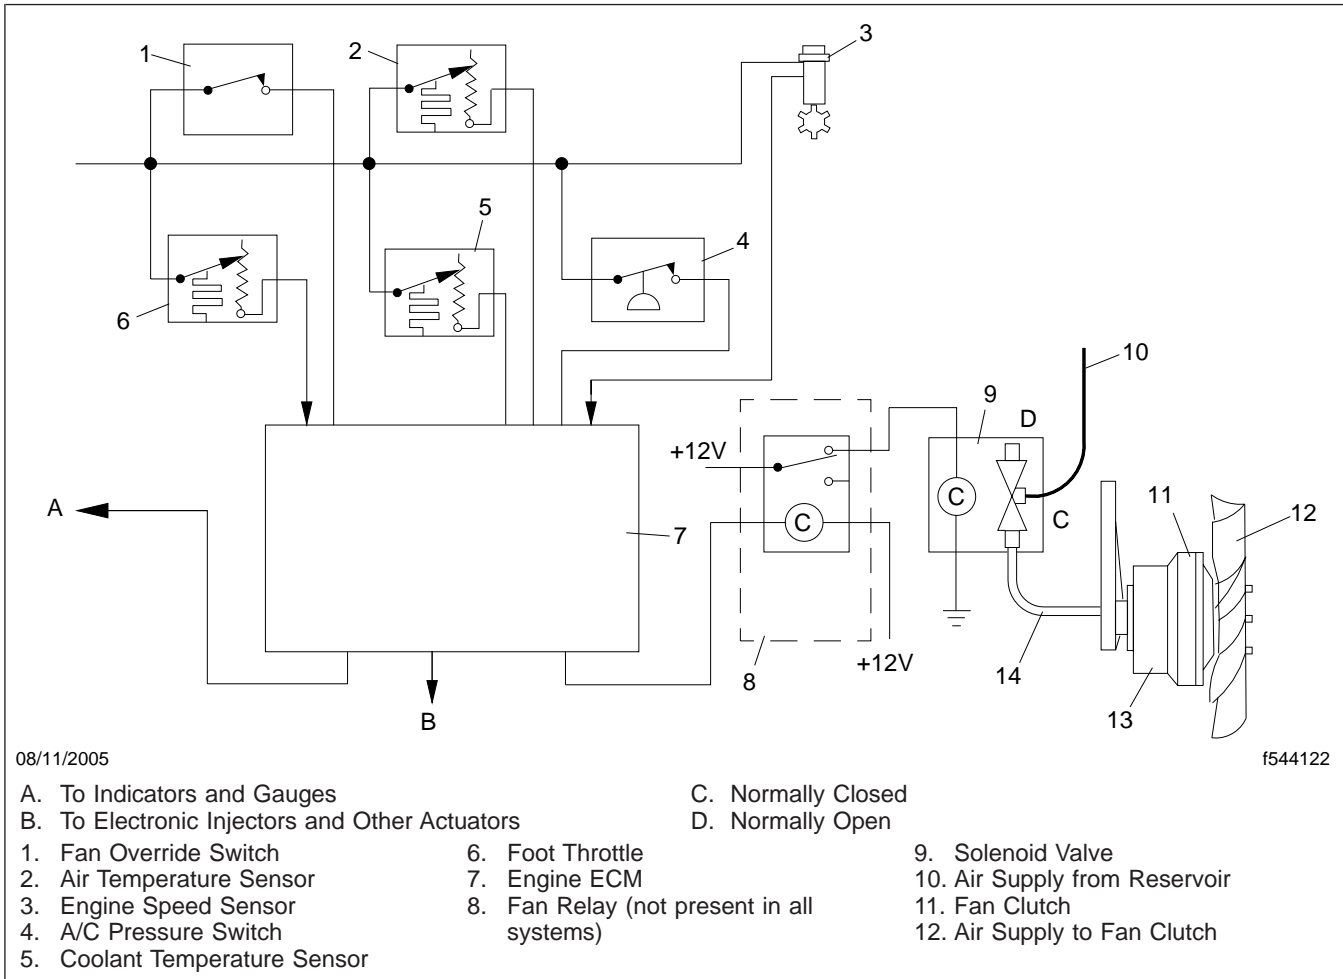 1
2
3
5
4
6
10
9
D
+12V
11
12
A
C
C
C
7
14
+12V
8
13
B
08/11/2005
f544122
A. To Indicators and Gauges
B. To Electronic Injectors and Other Actuators
C. Normally Closed
D. Normally Open
1. Fan Override Switch
2. Air Temperature Sensor
3. Engine Speed Sensor
4. A/C Pressure Switch
5. Coolant Temperature Sensor
6. Foot Throttle
7. Engine ECM
8. Fan Relay (not present in all
systems)
9. Solenoid Valve
10. Air Supply from Reservoir
11. Fan Clutch
12. Air Supply to Fan Clutch